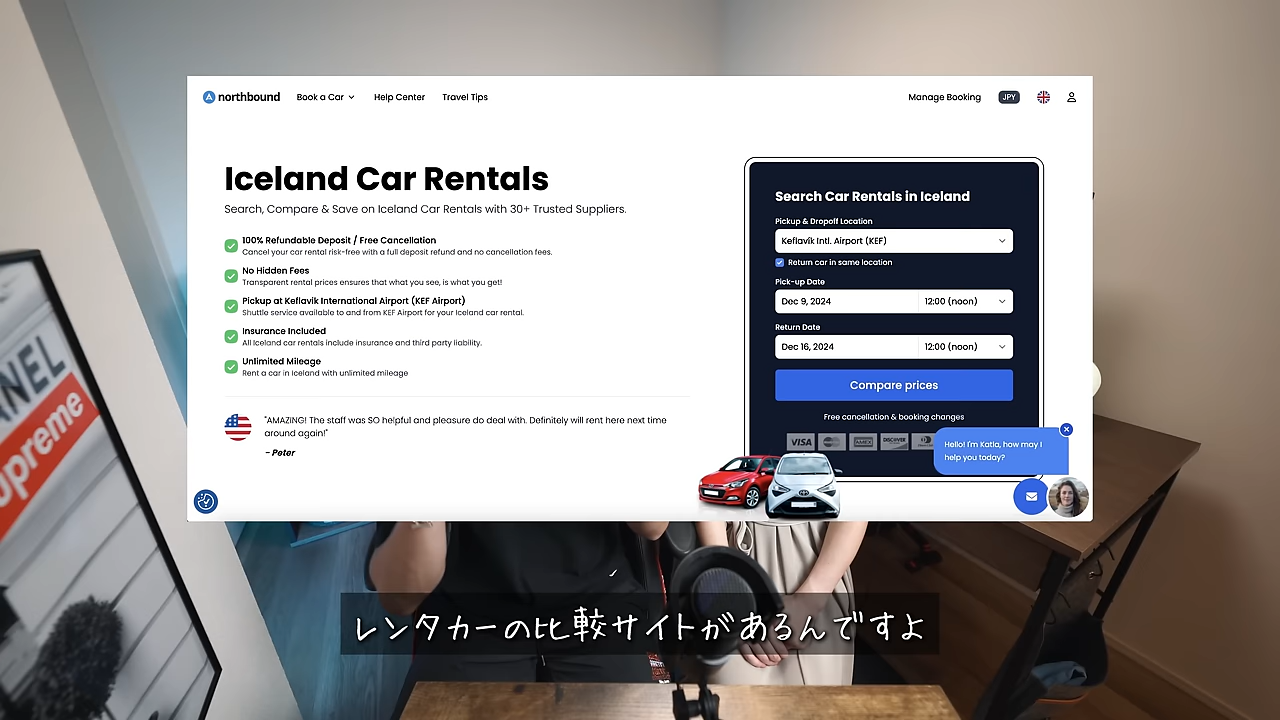 northbound
Book a Car
Help Center
Travel Tips
Manage Booking
JPY
Iceland Car Rentals
Search, Compare & Save on Iceland Car Rentals with 30+ Trusted Suppliers.
100% Refundable Deposit / Free Cancellation
Cancel your car rental risk-free with a full deposit refund and no cancellation fees.
No Hidden Fees
Transparent rental prices ensures that what you see, is what you get!
Pickup at Keflavik International Airport (KEF Airport)
Shuttle service available to and from KEF Airport for your Iceland car rental.
Insurance Included
All Iceland car rentals include insurance and third party liability.
Unlimited Mileage
Rent a car in Iceland with unlimited mileage
"AMAZING! The staff was SO helpful and pleasure do deal with. Definitely will rent here next time
around again!"
- Peter
Search Car Rentals in Iceland
Pickup & Dropoff Location
Keflavík Intl. Airport (KEF)
Return car in same location
Pick-up Date
Dec 9, 2024
12:00 (noon)
Return Date
Dec 16, 2024
12:00 (noon)
Compare prices
Free cancellation & booking changes
VISA
AMEX
DISCOVER
Hello! I'm Katla, how may I
help you today?
ANEL
upreme
レンタカーの比較サイトがあるんですよ